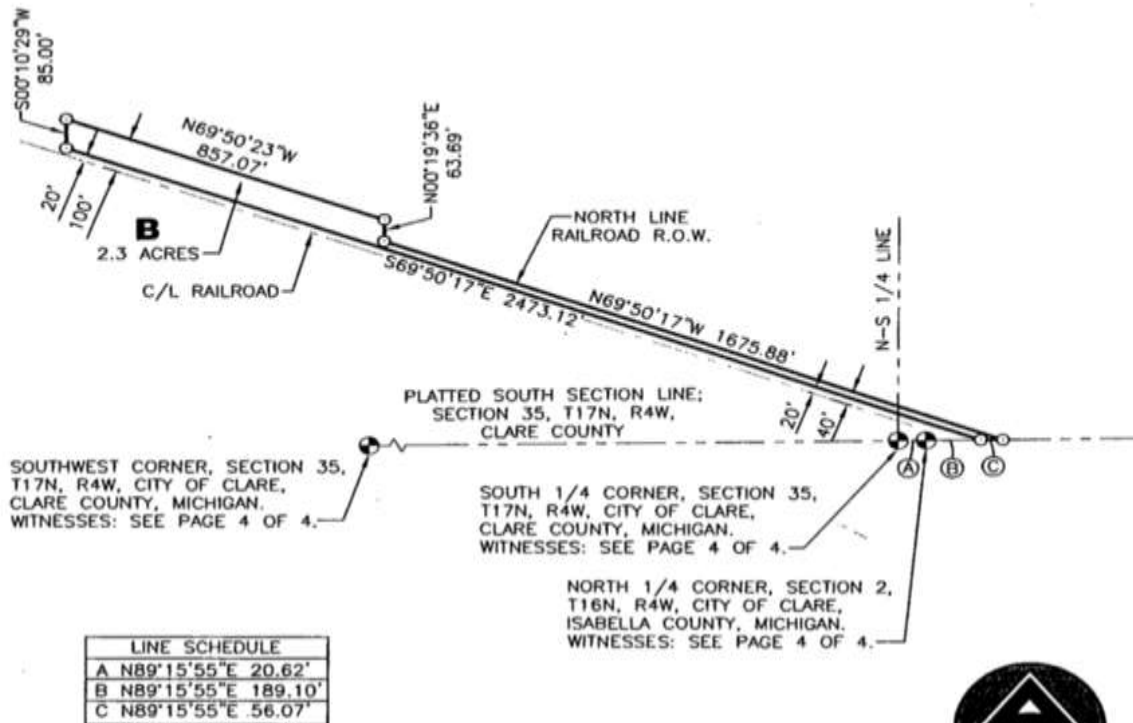 S00°10'29"W
85.00'
N69°50'23"W
857.07'
N00°19'36"E
63.69'
20'
100'
B
2.3 ACRES
C/L RAILROAD
NORTH LINE
RAILROAD R.O.W.
S69°50'17"E 2473.12'
N69°50'17"W 1675.88'
N-S 1/4 LINE
20'
40'
PLATTED SOUTH SECTION LINE;
SECTION 35, T17N, R4W,
CLARE COUNTY
A B C
SOUTHWEST CORNER, SECTION 35,
T17N, R4W, CITY OF CLARE,
CLARE COUNTY, MICHIGAN.
WITNESSES: SEE PAGE 4 OF 4.
SOUTH 1/4 CORNER, SECTION 35,
T17N, R4W, CITY OF CLARE,
CLARE COUNTY, MICHIGAN.
WITNESSES: SEE PAGE 4 OF 4.
NORTH 1/4 CORNER, SECTION 2,
T16N, R4W, CITY OF CLARE,
ISABELLA COUNTY, MICHIGAN.
WITNESSES: SEE PAGE 4 OF 4.
LINE SCHEDULE
A N89°15'55"E 20.62'
B N89°15'55"E 189.10'
C N89°15'55"E 56.07'